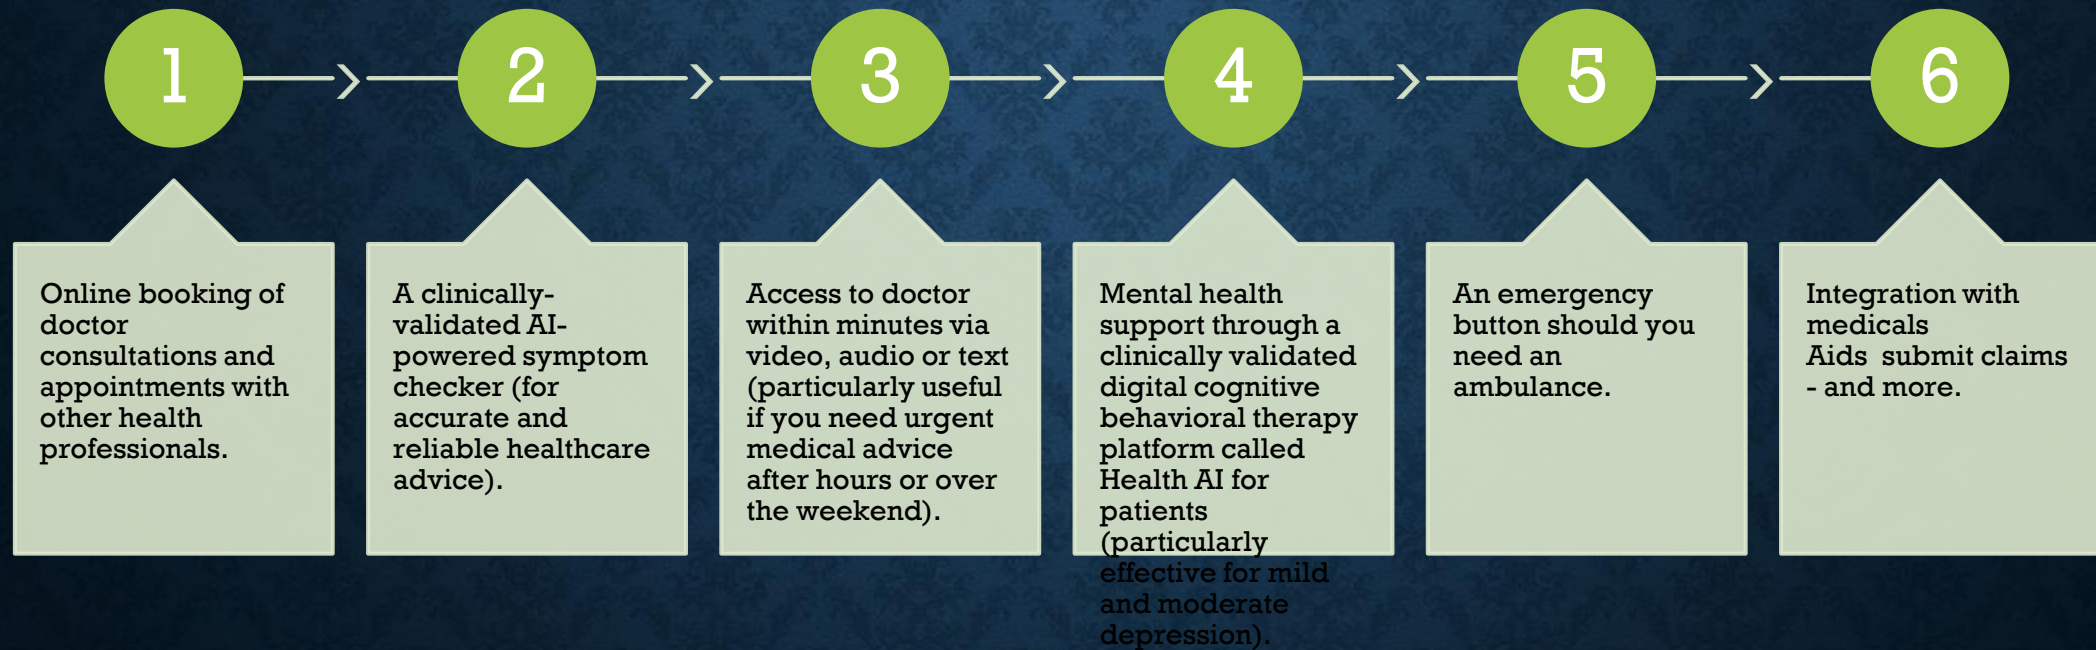 1
2
3
4
5
6
Online booking of
doctor
consultations and
appointments with
other health
professionals.
A clinically-
validated AI-
powered symptom
checker (for
accurate and
reliable healthcare
advice).
Access to doctor
within minutes via
video, audio or text
(particularly useful
if you need urgent
medical advice
after hours or over
the weekend).
Mental health
support through a
clinically validated
digital cognitive
behavioral therapy
platform called
Health AI for
patients
(particularly
effective for mild
and moderate
depression).
An emergency
button should you
need an
ambulance.
Integration with
medicals
Aids  submit claims
- and more.